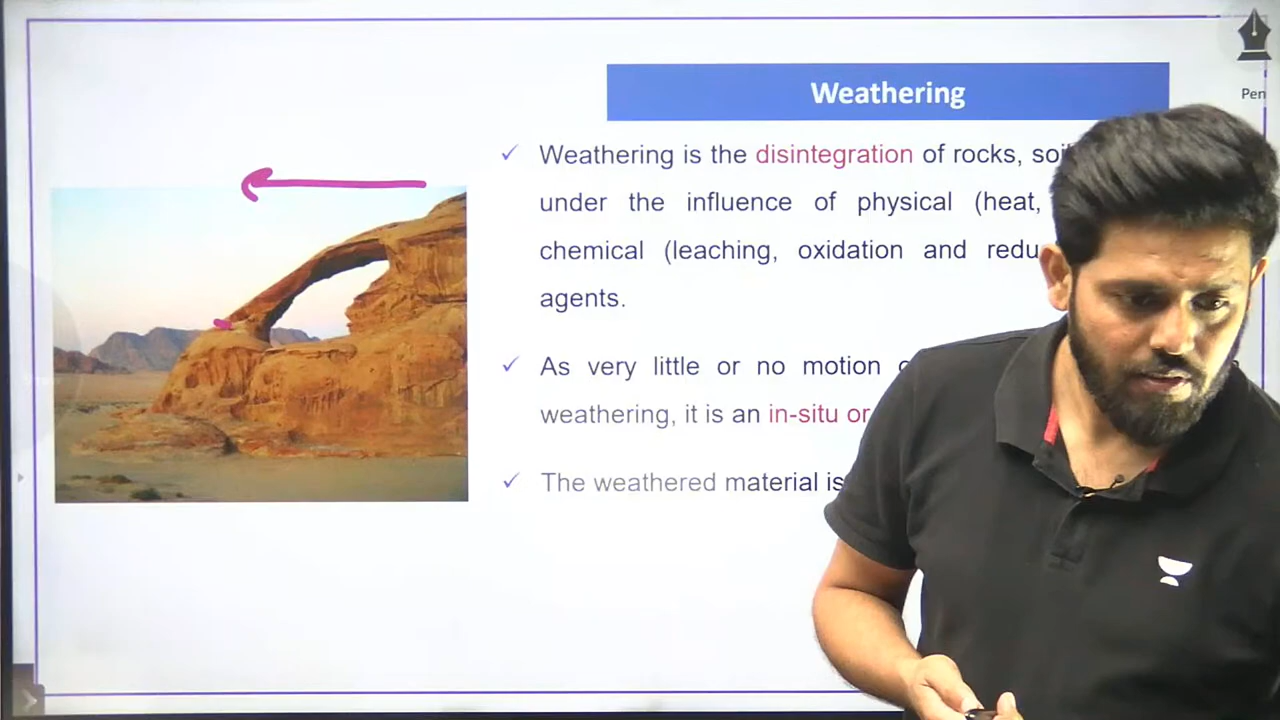 Weathering
Pen
✓ Weathering is the disintegration of rocks, soil
under the influence of physical (heat,
chemical (leaching, oxidation and redu
agents.
✓ As very little or no motion
weathering, it is an in-situ or
✓ The weathered material is